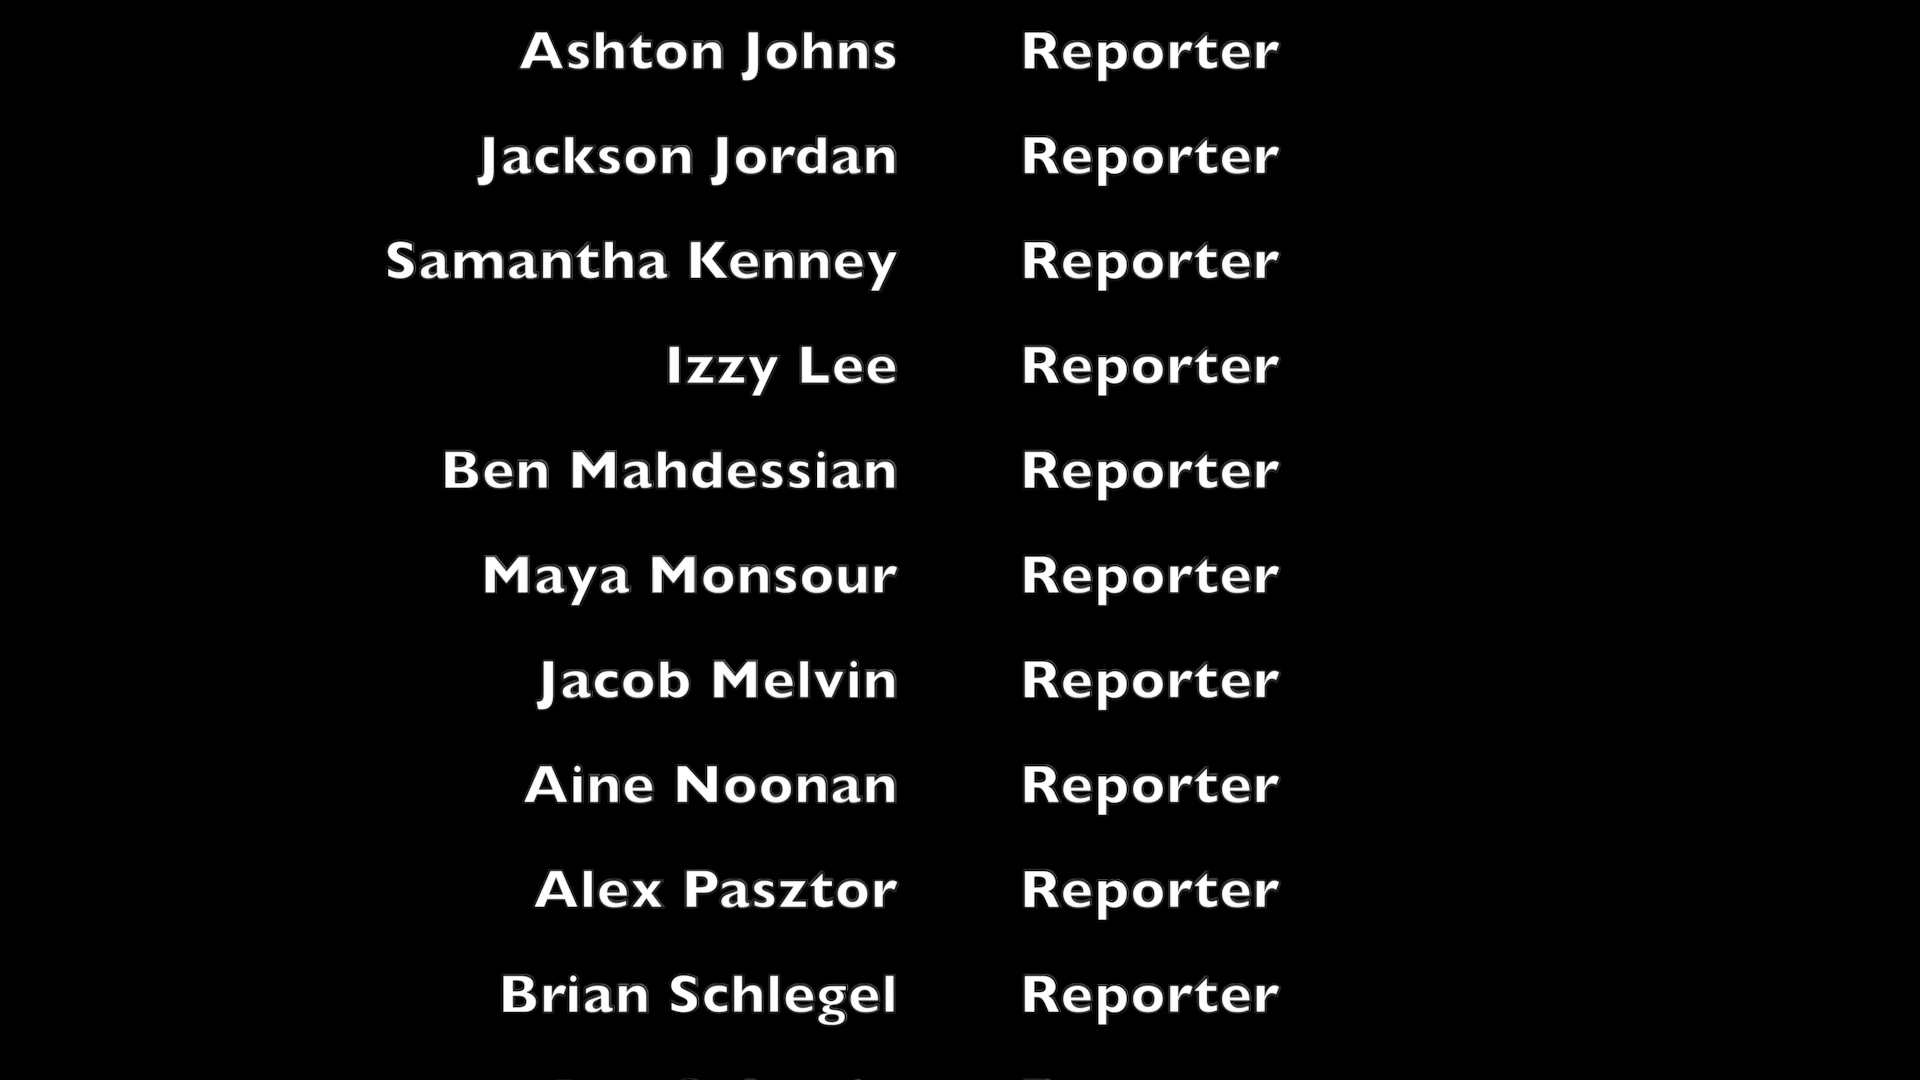 Ashton Johns Reporter
Jackson Jordan Reporter
Samantha Kenney Reporter
Izzy Lee Reporter
Ben Mahdessian Reporter
Maya Monsour Reporter
Jacob Melvin Reporter
Aine Noonan Reporter
Alex Pasztor Reporter
Brian Schlegel Reporter